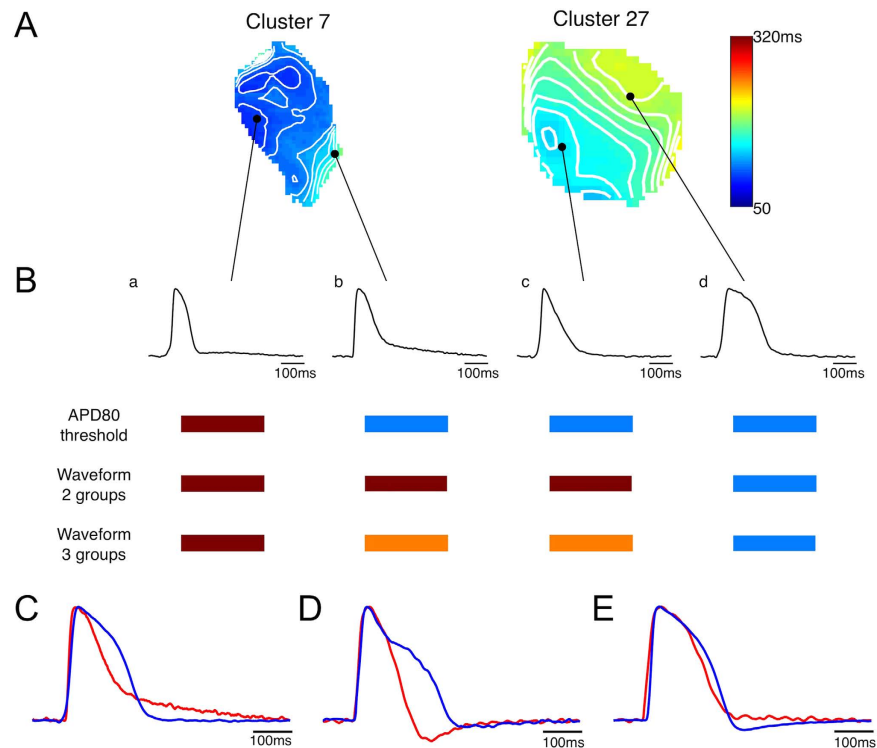 A
Cluster 7
Cluster 27
320ms
50
B
a
b
c
d
100ms
100ms
100ms
100ms
APD80
threshold
Waveform
2 groups
Waveform
3 groups
C
D
E
100ms
100ms
100ms